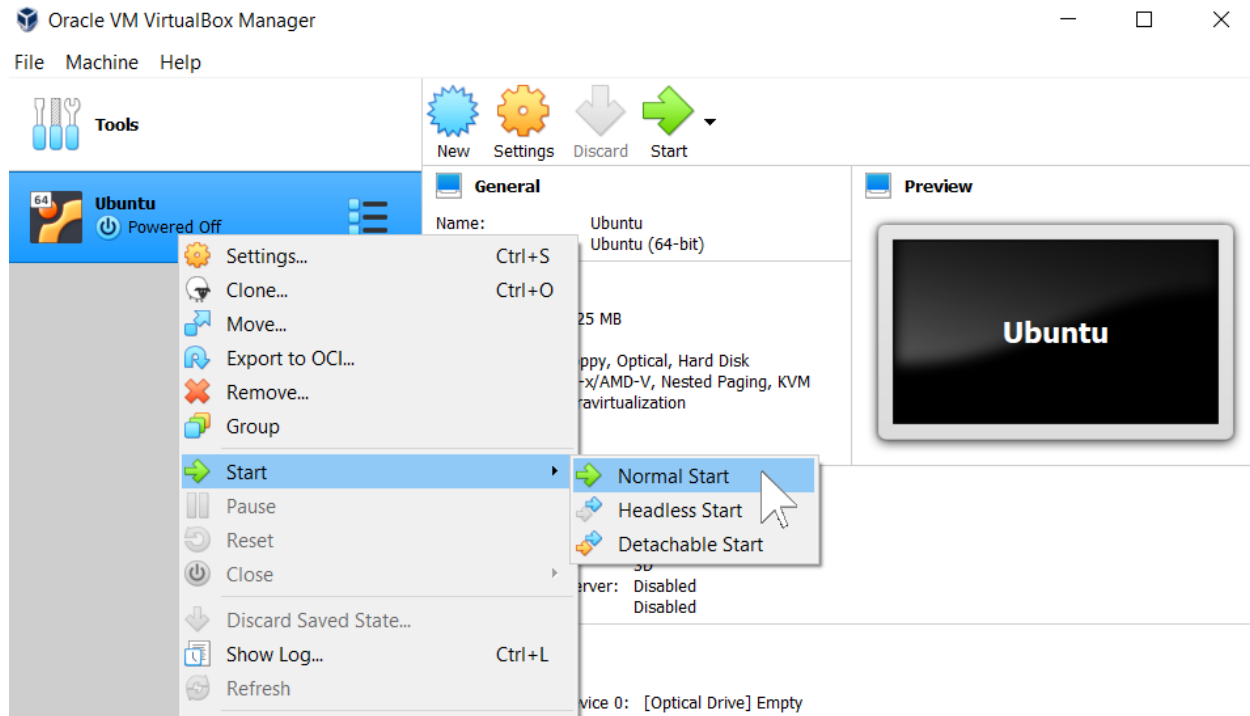 Oracle VM VirtualBox Manager
File Machine Help
Tools
New Settings Discard Start
64
Ubuntu
Powered Off
General
Name: Ubuntu
Ubuntu (64-bit)
25 MB
ppy, Optical, Hard Disk
-x/AMD-V, Nested Paging, KVM
ravirtualization
Preview
Ubuntu
Settings... Ctrl+S
Clone... Ctrl+O
Move...
Export to OCI...
Remove...
Group
Start
Pause
Reset
Close
Discard Saved State...
Show Log... Ctrl+L
Refresh
Normal Start
Headless Start
Detachable Start
erver: Disabled
Disabled
vice 0: [Optical Drive] Empty